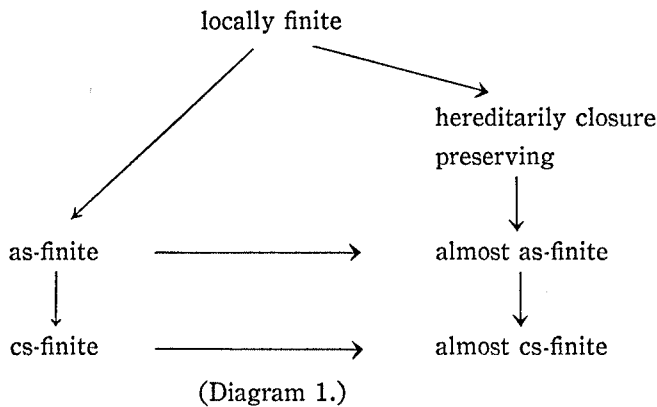 locally finite
hereditarily closure
preserving
as-finite
almost as-finite
cs-finite
almost cs-finite
(Diagram 1.)